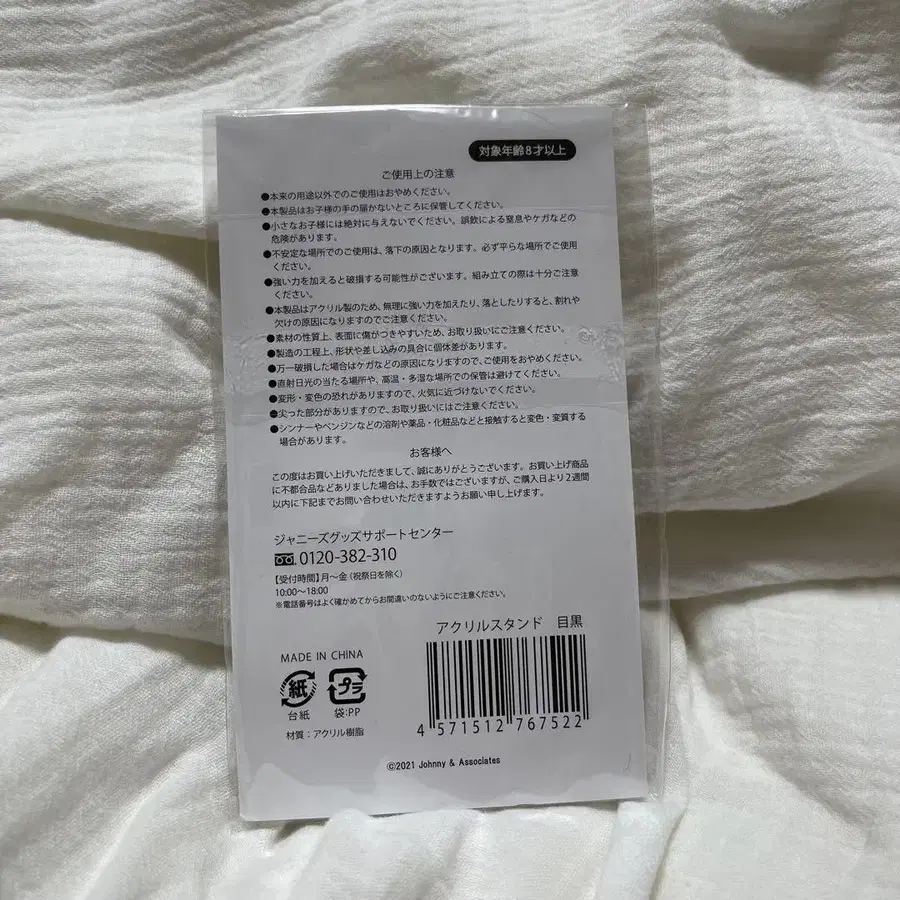 対象年齢8才以上
ご使用上の注意
●本来の用途以外でのご使用はおやめください。
●本製品はお子様の手の届かないところに保管してください。
●小さなお子様には絶対に与えないでください。誤飲による窒息やケガなどの
危険があります。
●不安定な場所でのご使用は、落下の原因となります。必ず平らな場所でご使用
ください。
●強い力を加えると破損する可能性がございます。組み立ての際は十分ご注意
ください。
●本製品はアクリル製のため、無理に強い力を加えたり、落としたりすると、割れや
欠けの原因になりますのでご注意ください。
●素材の性質上、表面に傷がつきやすいため、お取り扱いにご注意ください。
●製造の工程上、形状や差し込みの具合に個体差があります。
●万一破損した場合はケガなどの原因になりますので、ご使用をおやめください。
●直射日光の当たる場所や、高温・多湿な場所での保管は避けてください。
●変形・変色の恐れがありますので、火気に近づけないでください。
●尖った部分がありますので、お取り扱いにはご注意ください。
●シンナーやベンジンなどの溶剤や薬品・化粧品などと接触すると変色・変質する
場合があります。
お客様へ
この度はお買い上げいただきまして、誠にありがとうございます。お買い上げ商品
に不都合品などありました場合は、お手数ではございますが、ご購入日より2週間
以内に下記までお問い合わせいただきますようお願い申し上げます。
ジャニーズグッズサポートセンター
0120-382-310
【受付時間】月〜金（祝祭日を除く）
10:00〜18:00
※電話番号はよく確かめてからお間違いのないようにご注意ください。
アクリルスタンド 目黒
MADE IN CHINA
紙 プラ
台紙 袋:PP
材質：アクリル樹脂
4 571512 767522
©2021 Johnny & Associates